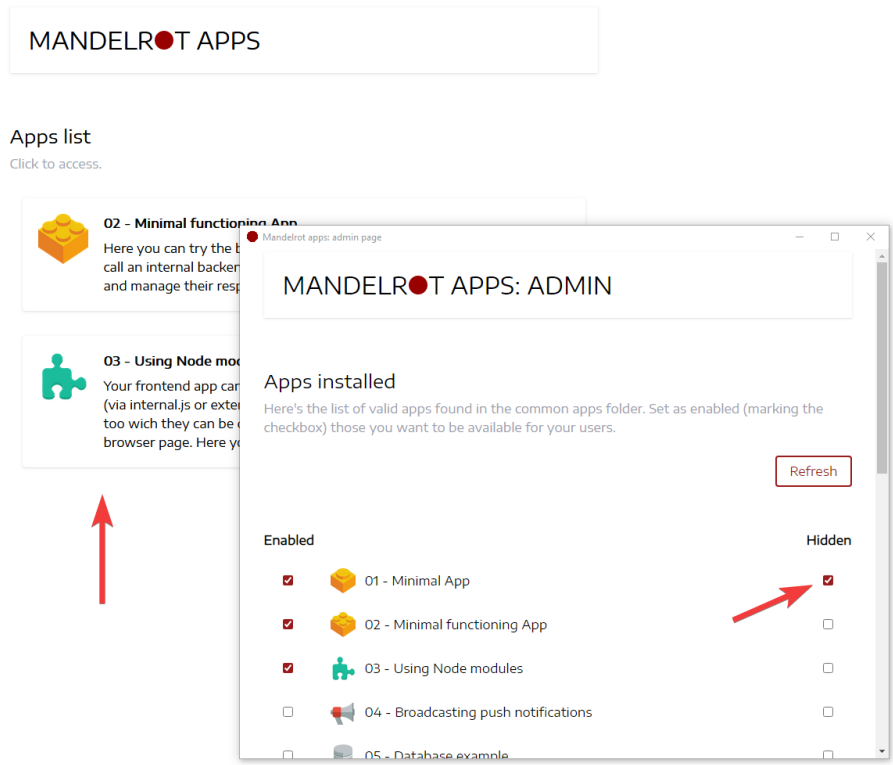 MANDELROT APPS
Apps list
Click to access.
02 - Minimal functioning App
Here you can try the b
call an internal backen
and manage their resp
03 - Using Node mod
Your frontend app can
(via internal.js or exter
too wich they can be
browser page. Here yo
Mandelrot apps: admin page
MANDELROT APPS: ADMIN
Apps installed
Here's the list of valid apps found in the common apps folder. Set as enabled (marking the
checkbox) those you want to be available for your users.
Refresh
Enabled
Hidden
01 - Minimal App
02 - Minimal functioning App
03 - Using Node modules
04 - Broadcasting push notifications
05 - Database example